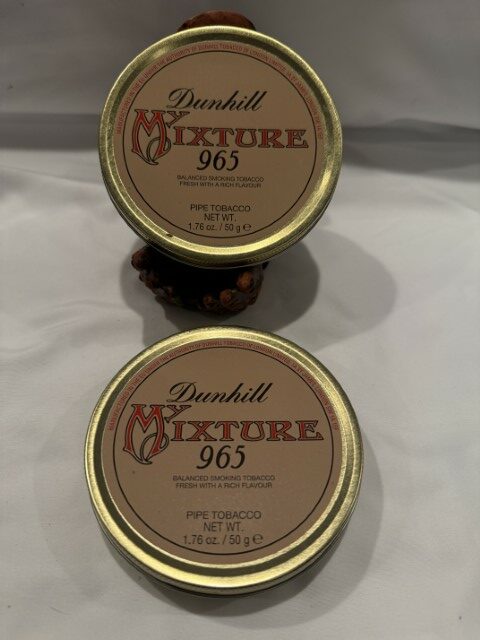 Dunhill
MY MIXTURE
965
BALANCED SMOKING TOBACCO
FRESH WITH A RICH FLAVOUR
PIPE TOBACCO
NET WT.
1.76 oz. / 50 g e
Dunhill
MY MIXTURE
965
BALANCED SMOKING TOBACCO
FRESH WITH A RICH FLAVOUR
PIPE TOBACCO
NET WT.
1.76 oz. / 50 g e